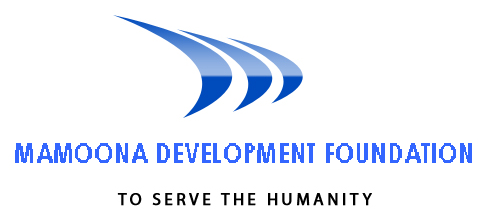 MAMOONA DEVELOPMENT FOUNDATION
TO SERVE THE HUMANITY